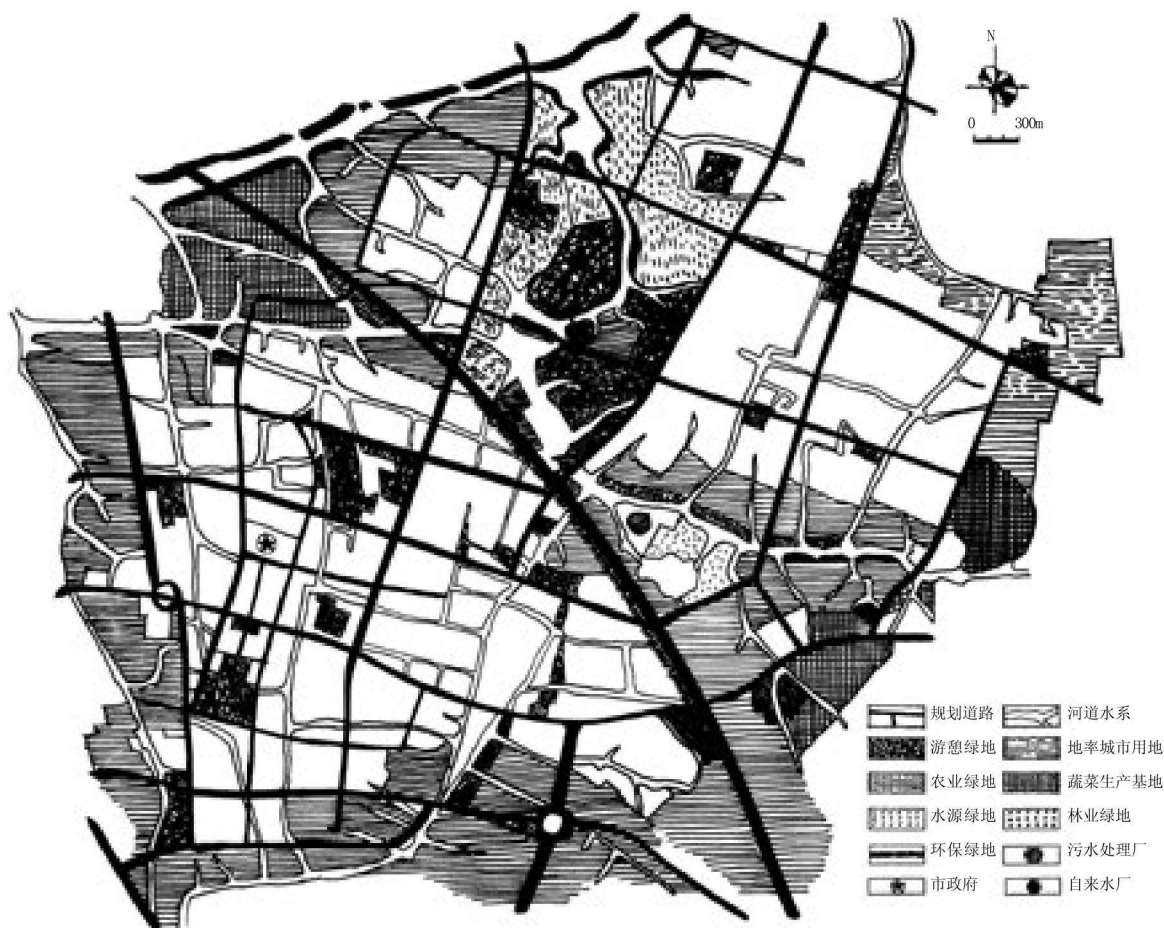 N
0 300m
规划道路 河道水系
游憩绿地 地率城市用地
农业绿地 蔬菜生产基地
水源绿地 林业绿地
环保绿地 污水处理厂
市政府 自来水厂